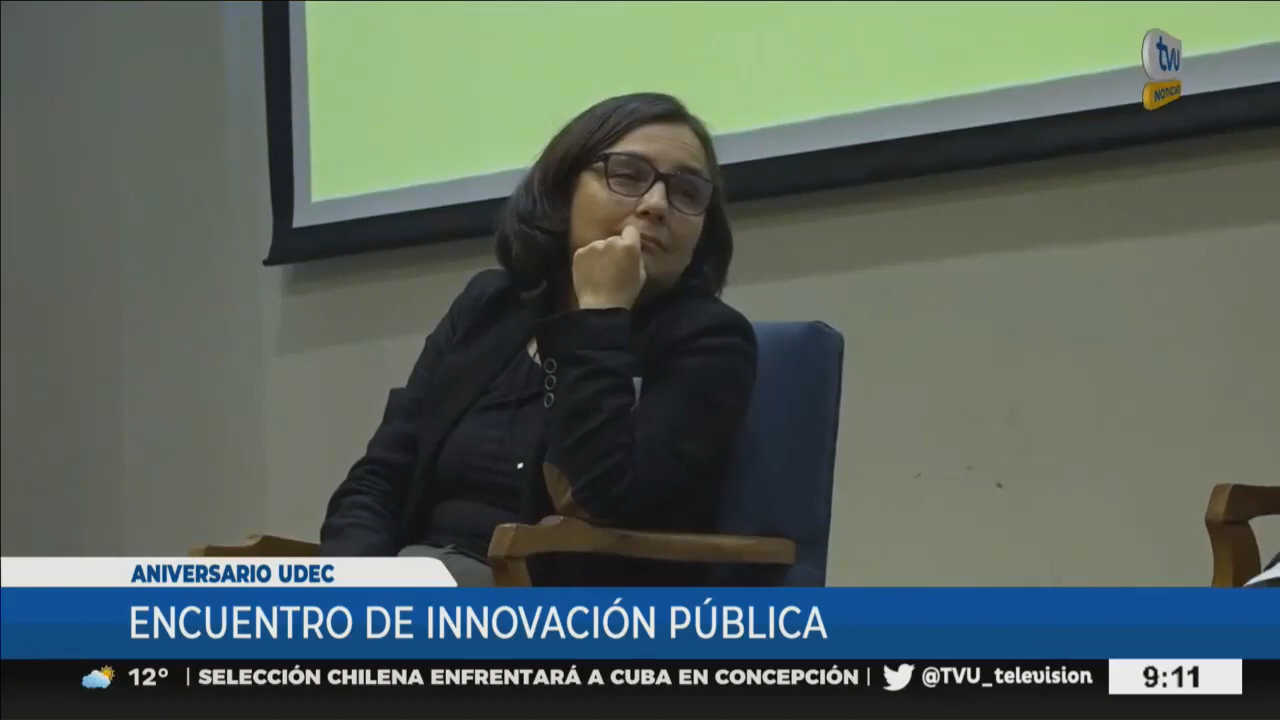 tvu
NOTICIAS
ANIVERSARIO UDEC
ENCUENTRO DE INNOVACIÓN PÚBLICA
12° | SELECCIÓN CHILENA ENFRENTARÁ A CUBA EN CONCEPCIÓN | @TVU_television 9:11